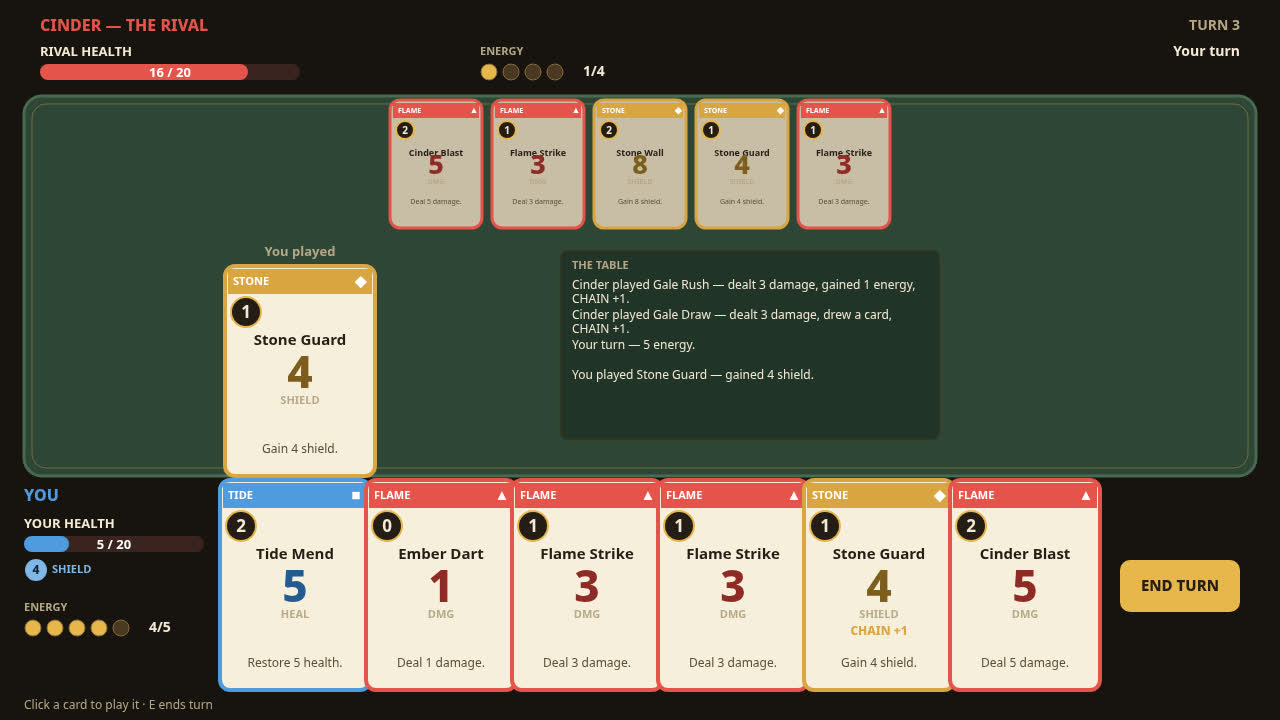 CINDER — THE RIVAL
TURN 3
RIVAL HEALTH
16 / 20
ENERGY
1/4
Your turn
FLAME
2
Cinder Blast
5
DMG
Deal 5 damage.
FLAME
1
Flame Strike
3
DMG
Deal 3 damage.
STONE
2
Stone Wall
8
SHIELD
Gain 8 shield.
STONE
1
Stone Guard
4
SHIELD
Gain 4 shield.
FLAME
1
Flame Strike
3
DMG
Deal 3 damage.
You played
STONE
1
Stone Guard
4
SHIELD
Gain 4 shield.
THE TABLE
Cinder played Gale Rush — dealt 3 damage, gained 1 energy,
CHAIN +1.
Cinder played Gale Draw — dealt 3 damage, drew a card,
CHAIN +1.
Your turn — 5 energy.
You played Stone Guard — gained 4 shield.
YOU
YOUR HEALTH
5 / 20
4 SHIELD
ENERGY
4/5
TIDE
2
Tide Mend
5
HEAL
Restore 5 health.
FLAME
0
Ember Dart
1
DMG
Deal 1 damage.
FLAME
1
Flame Strike
3
DMG
Deal 3 damage.
FLAME
1
Flame Strike
3
DMG
Deal 3 damage.
STONE
1
Stone Guard
4
SHIELD
CHAIN +1
Gain 4 shield.
FLAME
2
Cinder Blast
5
DMG
Deal 5 damage.
END TURN
Click a card to play it · E ends turn